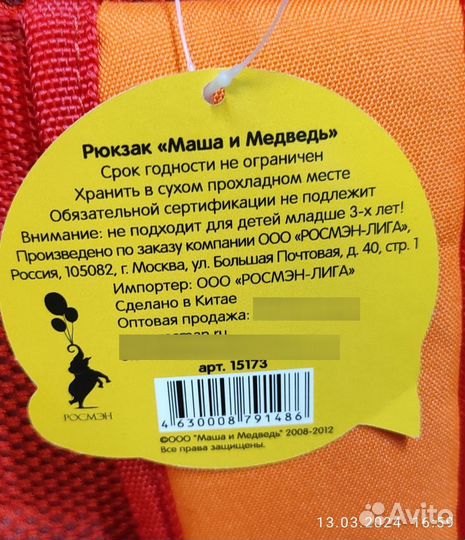 Рюкзак «Маша и Медведь»
Срок годности не ограничен
Хранить в сухом прохладном месте
Обязательной сертификации не подлежит
Внимание: не подходит для детей младше 3-х лет!
Произведено по заказу компании ООО «РОСМЭН-ЛИГА»,
Россия, 105082, г. Москва, ул. Большая Почтовая, д. 40, стр. 1
Импортер: ООО «РОСМЭН-ЛИГА»
Сделано в Китае
Оптовая продажа:
арт. 15173
РОСМЭН
4 630008 791486
©ООО "Маша и Медведь" 2008-2012
Все права защищены.
13.03.2024 16:59
Avito